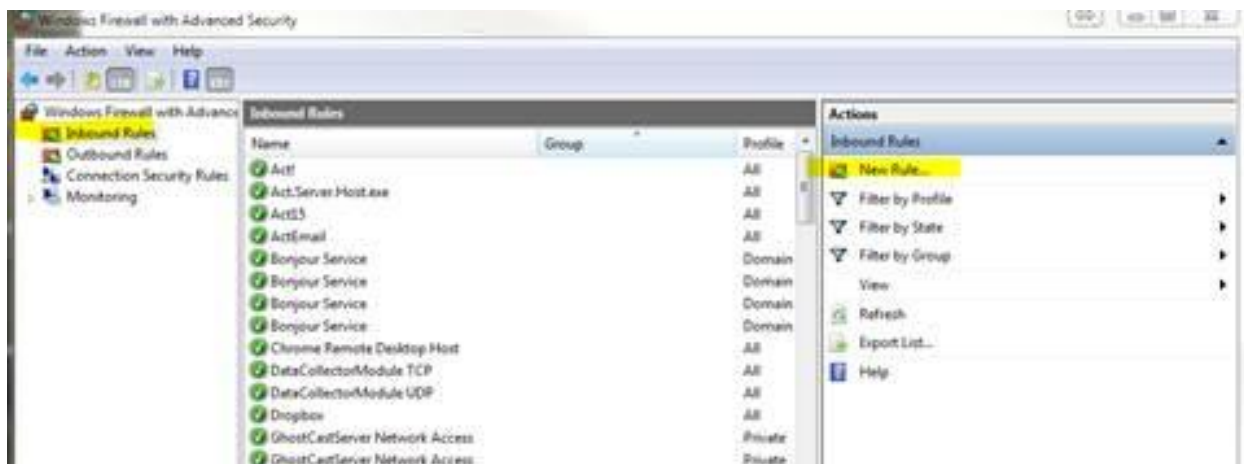 Windows Firewall with Advanced Security
File Action View Help
Windows Firewall with Advance
Inbound Rules
Outbound Rules
Connection Security Rules
Monitoring
Inbound Rules
Name Group Profile
Act! All
Act.Server.Host.exe All
Act15 All
ActEmail All
Bonjour Service Domain
Bonjour Service Domain
Bonjour Service Domain
Bonjour Service Domain
Chrome Remote Desktop Host All
DataCollectorModule TCP All
DataCollectorModule UDP All
Dropbox All
GhostCastServer Network Access Private
GhostCastServer Network Access Private
Actions
Inbound Rules
New Rule...
Filter by Profile
Filter by State
Filter by Group
View
Refresh
Export List...
Help